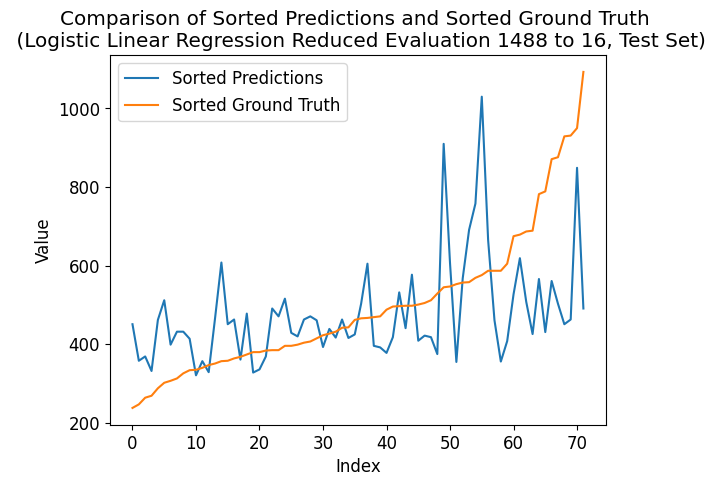 Comparison of Sorted Predictions and Sorted Ground Truth
(Logistic Linear Regression Reduced Evaluation 1488 to 16, Test Set)
Sorted Predictions
Sorted Ground Truth
Value
1000
800
600
400
200
0 10 20 30 40 50 60 70
Index